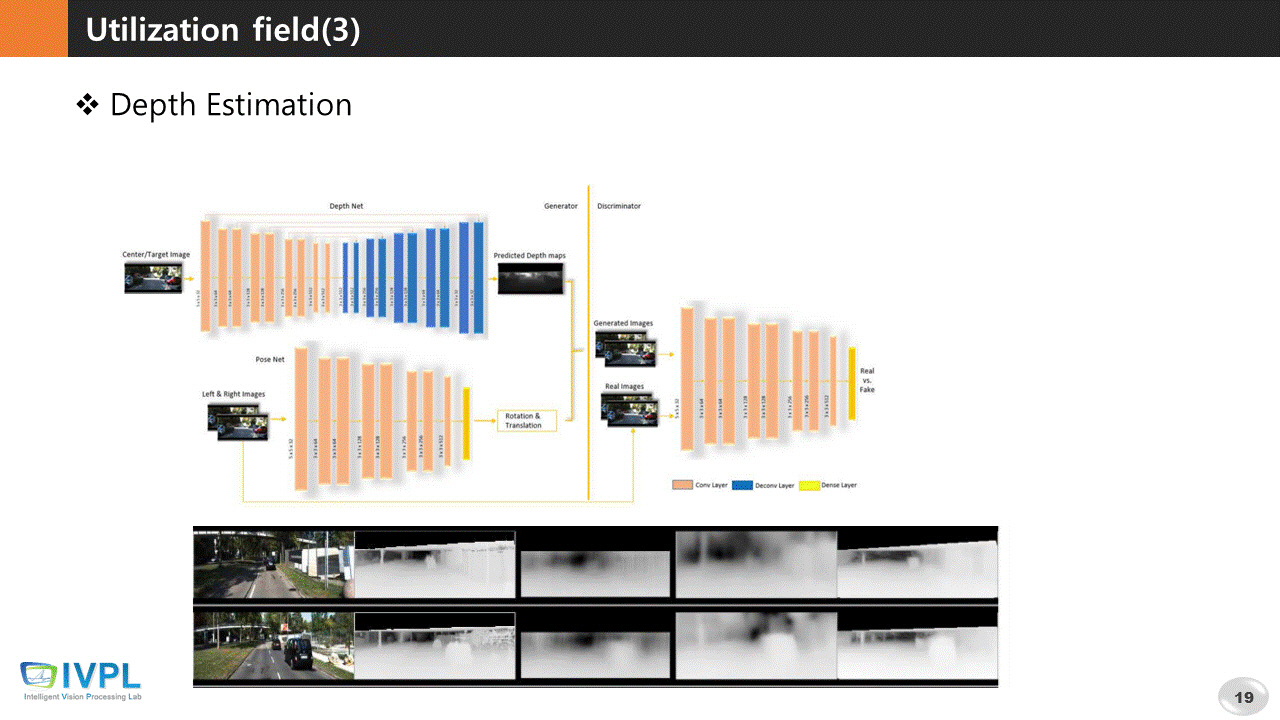 Utilization field(3)
❖ Depth Estimation
Depth Net
Generator
Discriminator
Center/Target Image
Predicted Depth maps
Generated Images
Pose Net
Real
vs.
Fake
Left & Right Images
Real Images
Rotation &
Translation
Conv Layer
Deconv Layer
Dense Layer
IVPL
Intelligent Vision Processing Lab
19